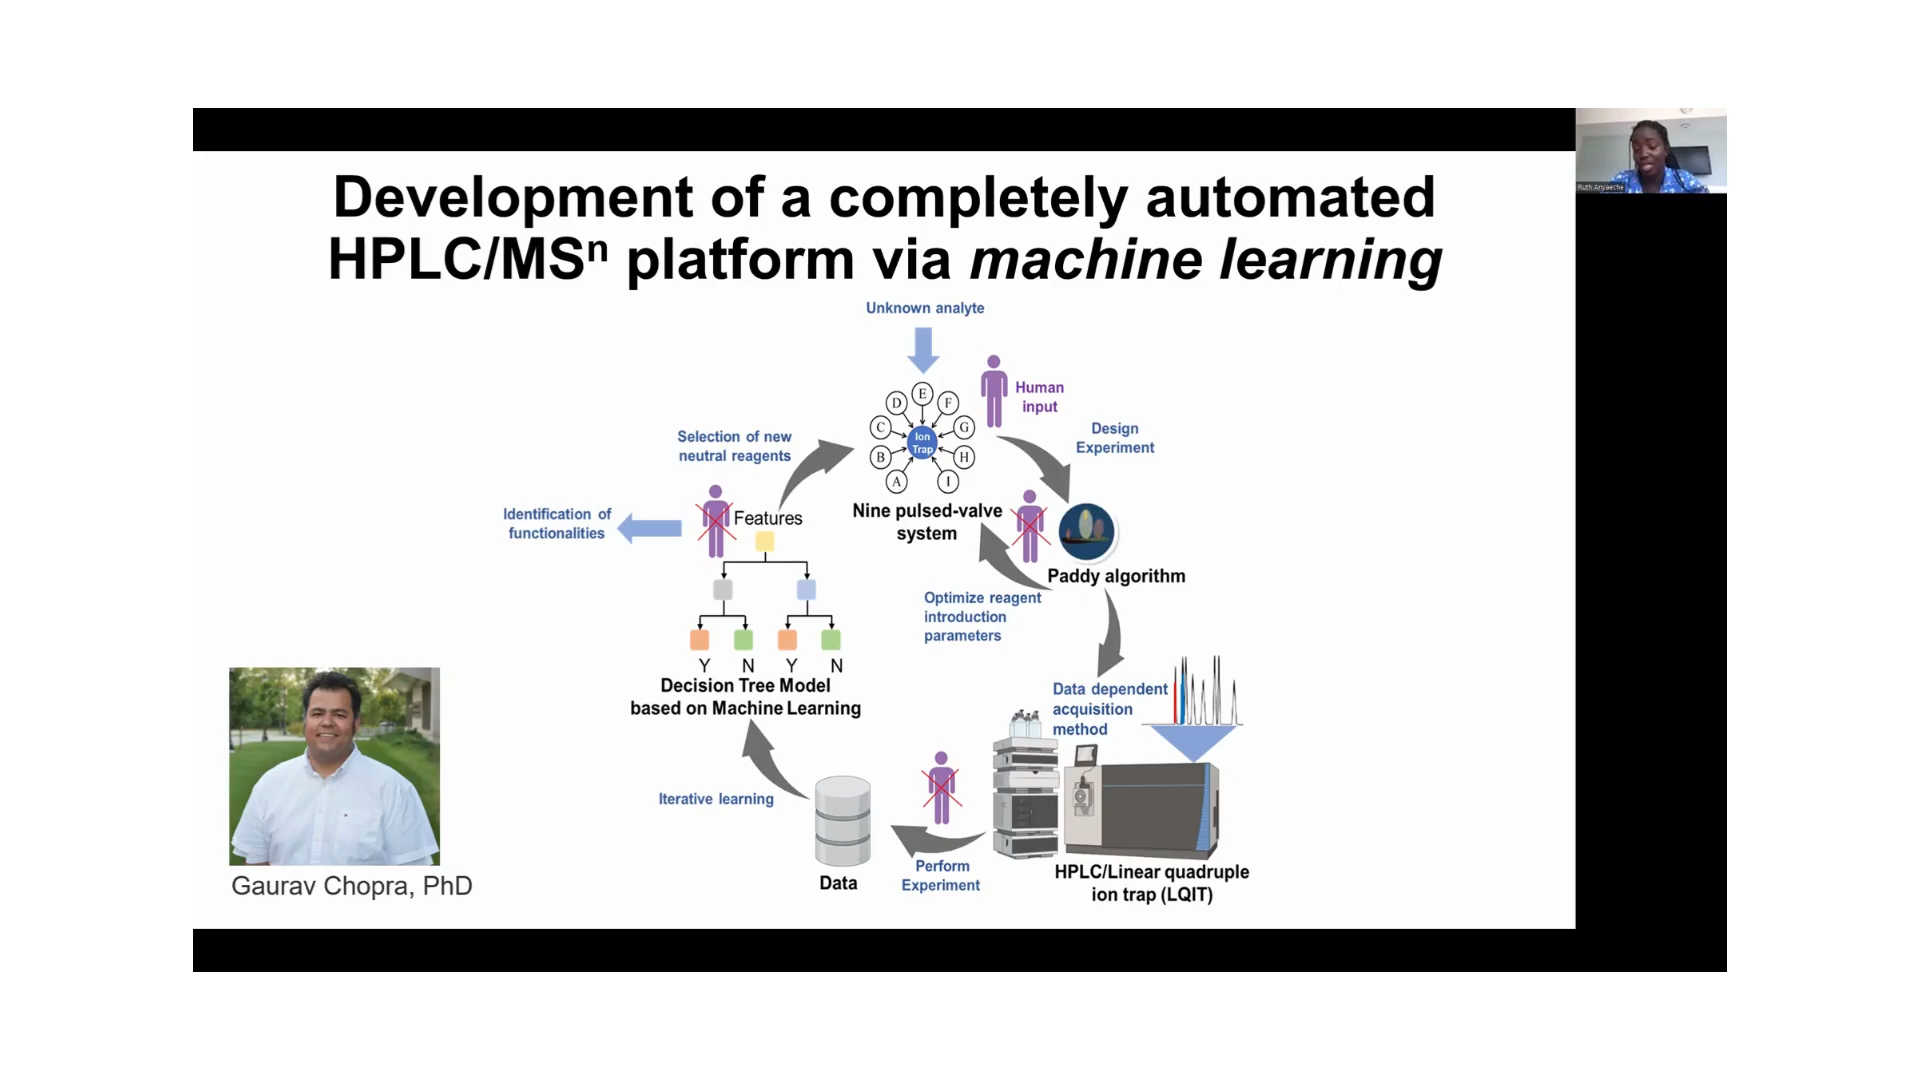 Development of a completely automated
HPLC/MSⁿ platform via machine learning
Ruth Anyaeche
Unknown analyte
Human
input
Design
Experiment
E
D
F
C
G
Ion
Trap
B
H
A
I
Nine pulsed-valve
system
Selection of new
neutral reagents
Identification of
functionalities
Features
Y N Y N
Decision Tree Model
based on Machine Learning
Paddy algorithm
Optimize reagent
introduction
parameters
Data dependent
acquisition
method
HPLC/Linear quadruple
ion trap (LQIT)
Perform
Experiment
Data
Iterative learning
Gaurav Chopra, PhD